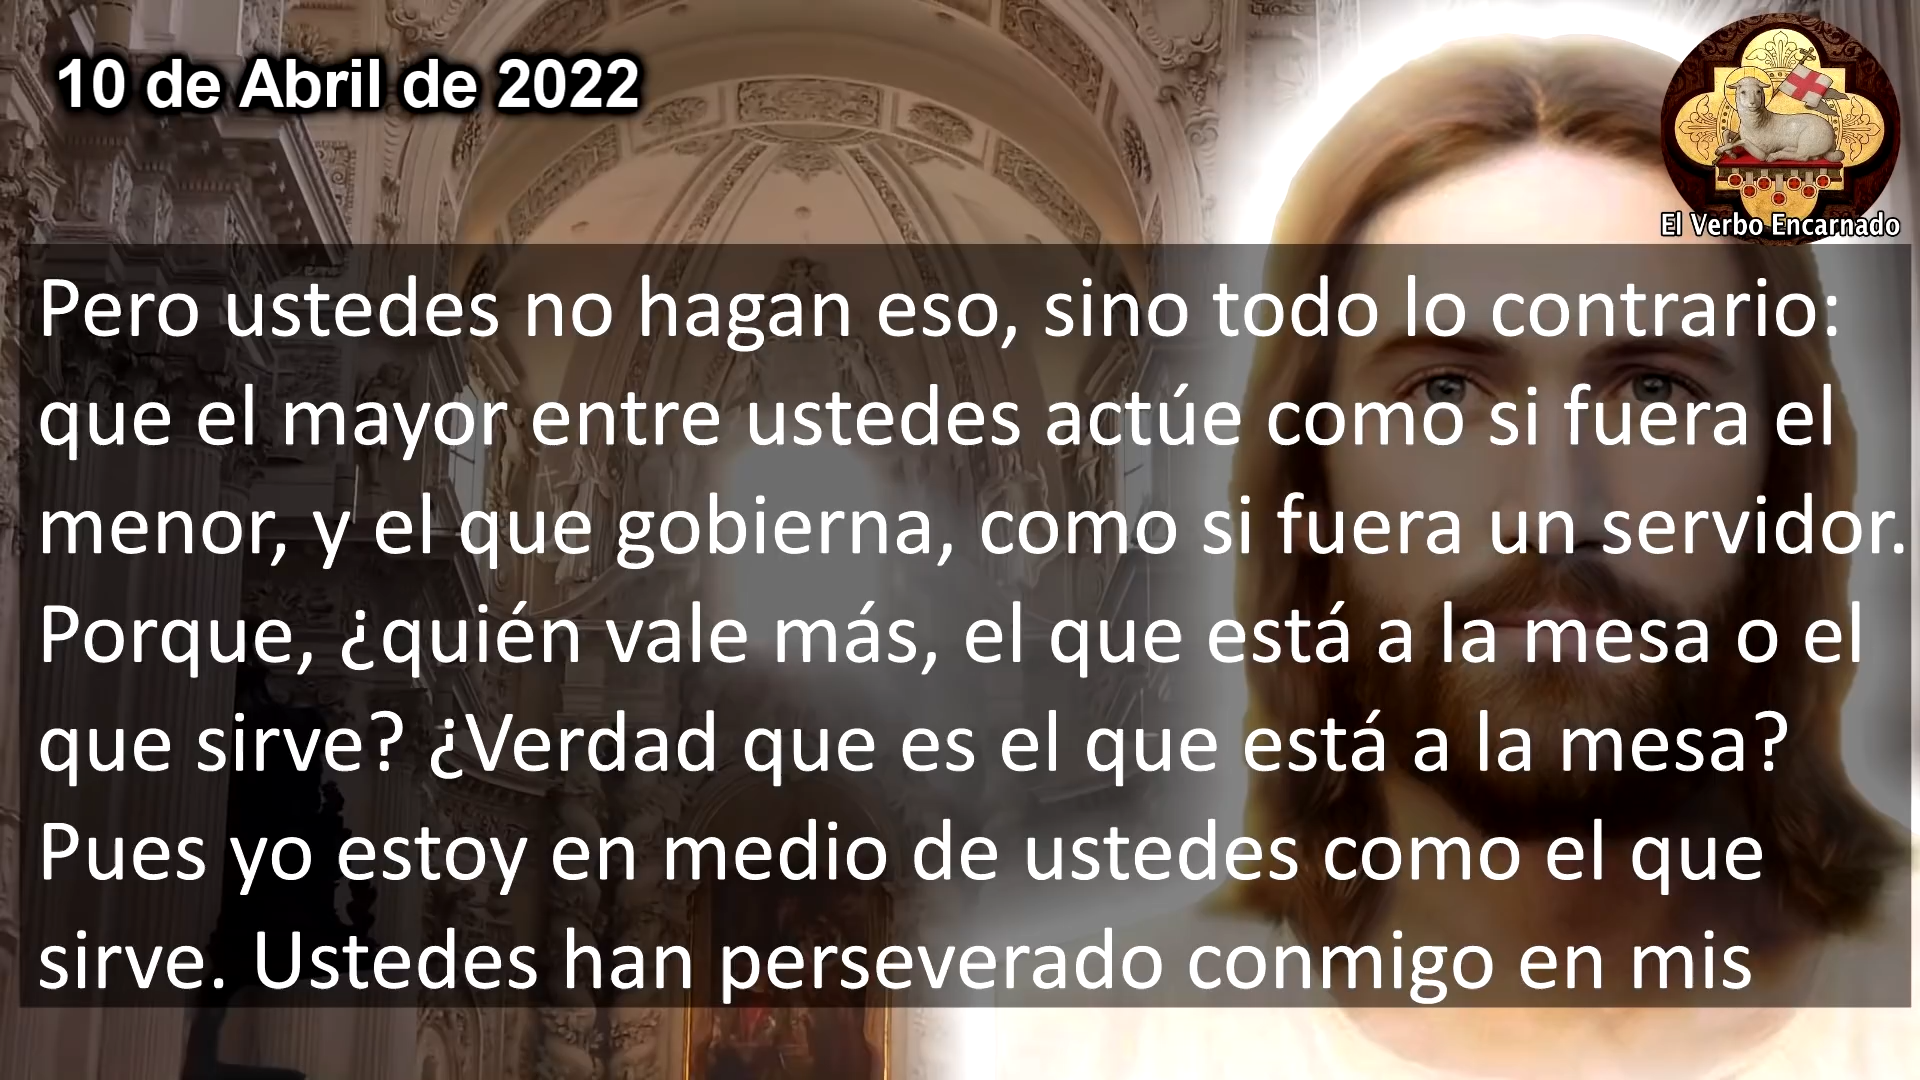 10 de Abril de 2022
El Verbo Encarnado
Pero ustedes no hagan eso, sino todo lo contrario:
que el mayor entre ustedes actúe como si fuera el
menor, y el que gobierna, como si fuera un servidor.
Porque, ¿quién vale más, el que está a la mesa o el
que sirve? ¿Verdad que es el que está a la mesa?
Pues yo estoy en medio de ustedes como el que
sirve. Ustedes han perseverado conmigo en mis